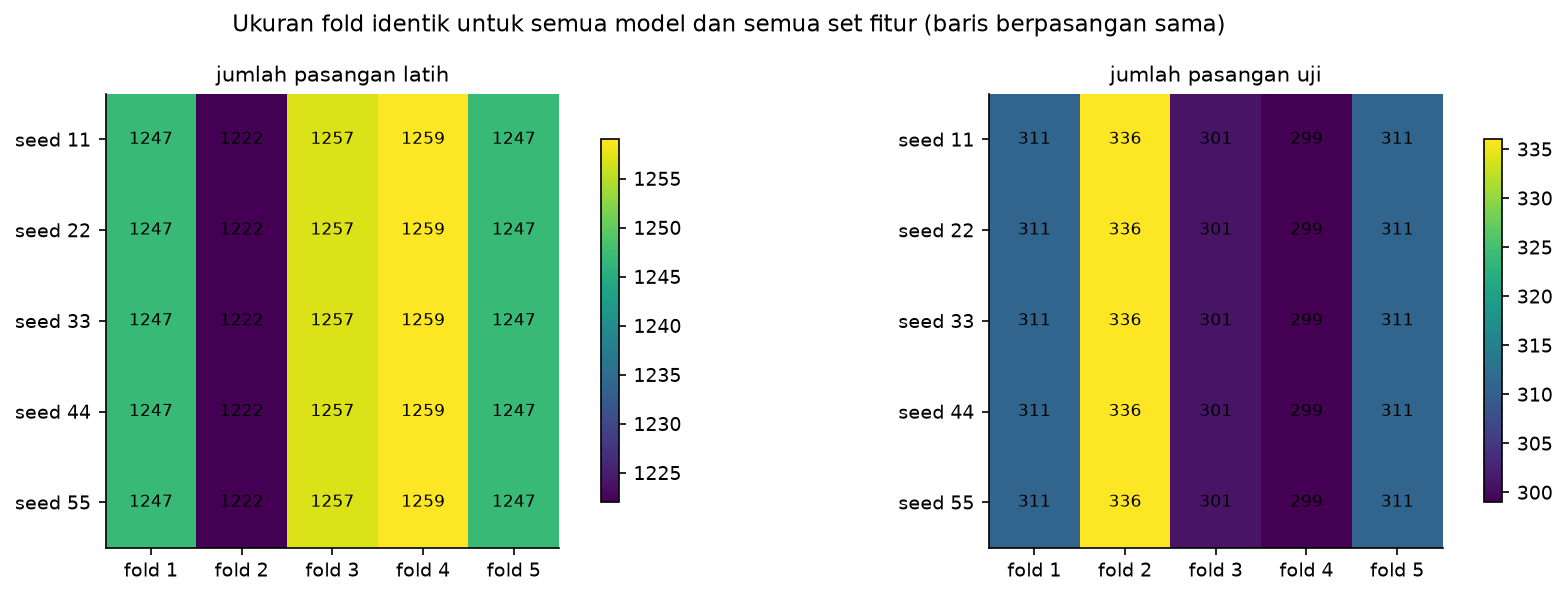 Ukuran fold identik untuk semua model dan semua set fitur (baris berpasangan sama)
jumlah pasangan latih
seed 11 1247 1222 1257 1259 1247
seed 22 1247 1222 1257 1259 1247
seed 33 1247 1222 1257 1259 1247
seed 44 1247 1222 1257 1259 1247
seed 55 1247 1222 1257 1259 1247
fold 1 fold 2 fold 3 fold 4 fold 5
1255
1250
1245
1240
1235
1230
1225
jumlah pasangan uji
seed 11 311 336 301 299 311
seed 22 311 336 301 299 311
seed 33 311 336 301 299 311
seed 44 311 336 301 299 311
seed 55 311 336 301 299 311
fold 1 fold 2 fold 3 fold 4 fold 5
335
330
325
320
315
310
305
300